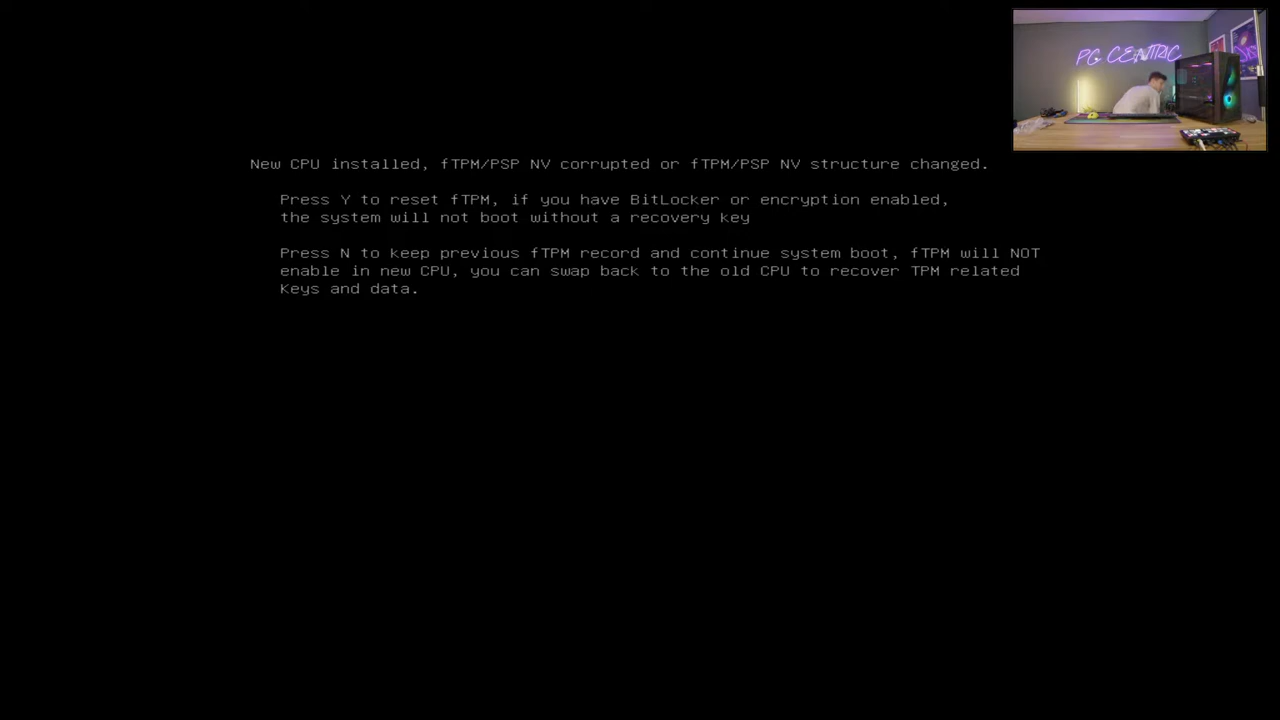 PG CENTRIC
New CPU installed, fTPM/PSP NV corrupted or fTPM/PSP NV structure changed.
Press Y to reset fTPM, if you have BitLocker or encryption enabled,
the system will not boot without a recovery key
Press N to keep previous fTPM record and continue system boot, fTPM will NOT
enable in new CPU, you can swap back to the old CPU to recover TPM related
Keys and data.